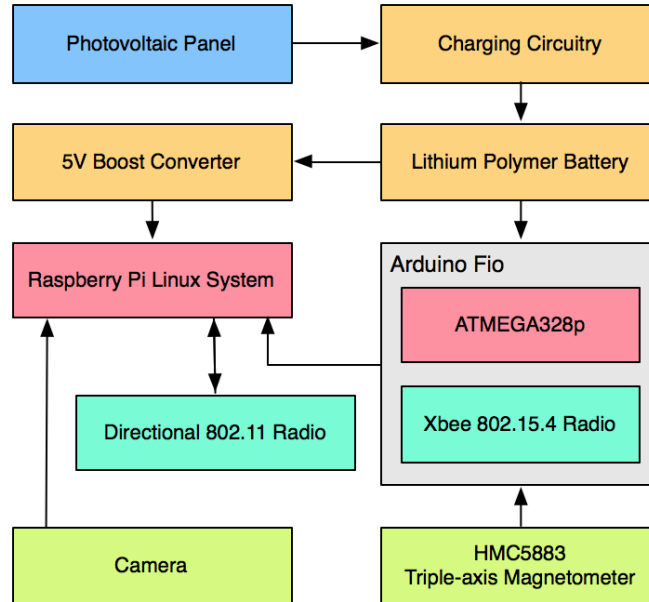 Photovoltaic Panel
Charging Circuitry
5V Boost Converter
Lithium Polymer Battery
Raspberry Pi Linux System
Arduino Fio
ATMEGA328p
Directional 802.11 Radio
Xbee 802.15.4 Radio
Camera
HMC5883
Triple-axis Magnetometer